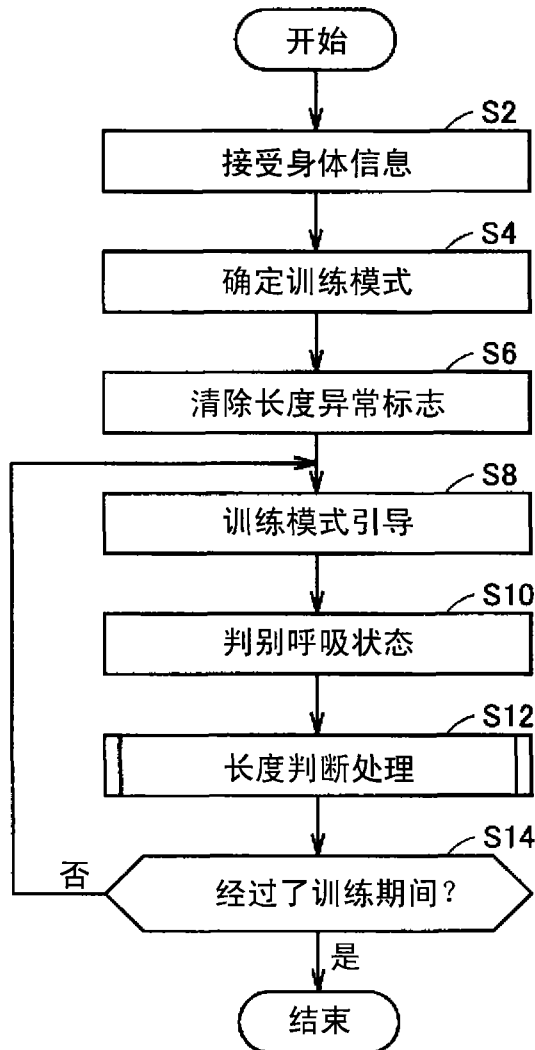 开始
S2
接受身体信息
S4
确定训练模式
S6
清除长度异常标志
S8
训练模式引导
S10
判别呼吸状态
S12
长度判断处理
S14
经过了训练期间?
否
是
结束